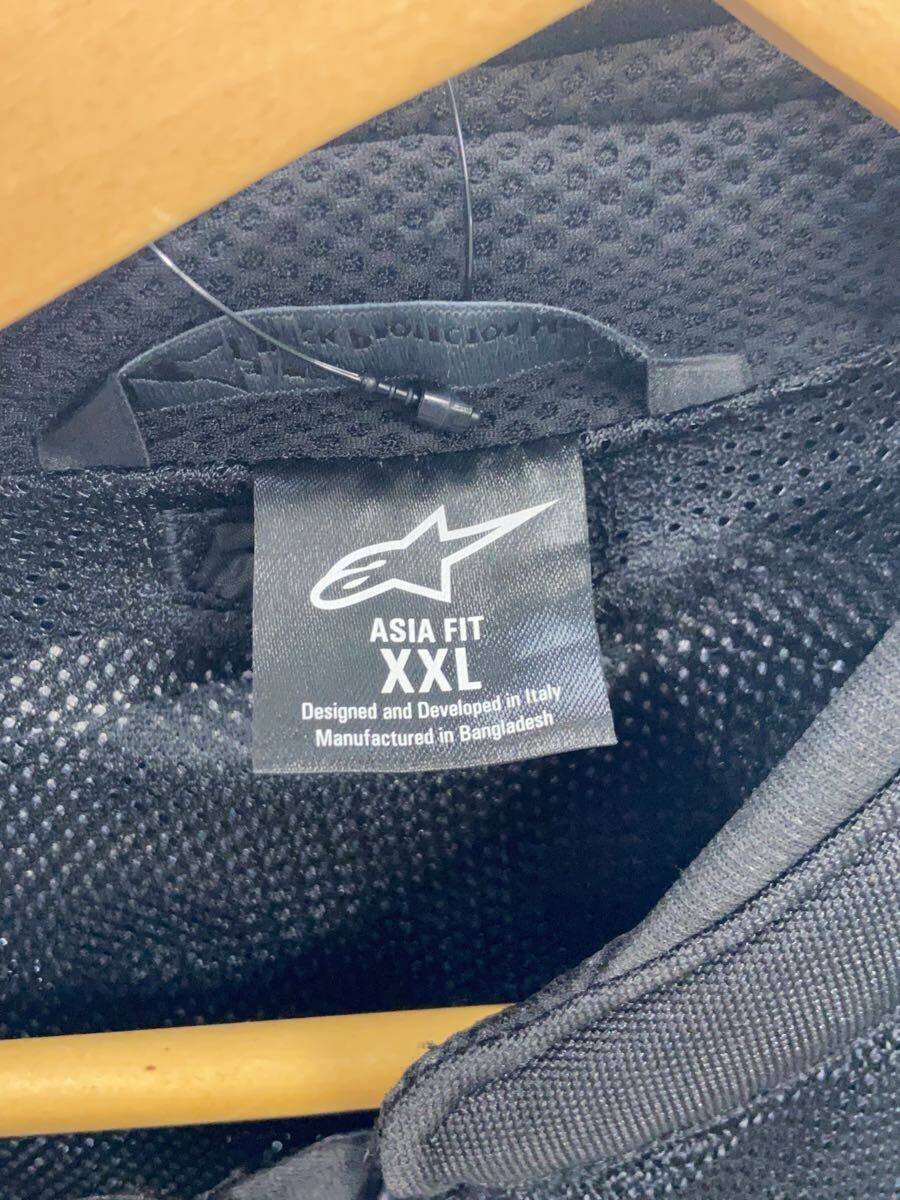 ASIA FIT
XXL
Designed and Developed in Italy
Manufactured in Bangladesh